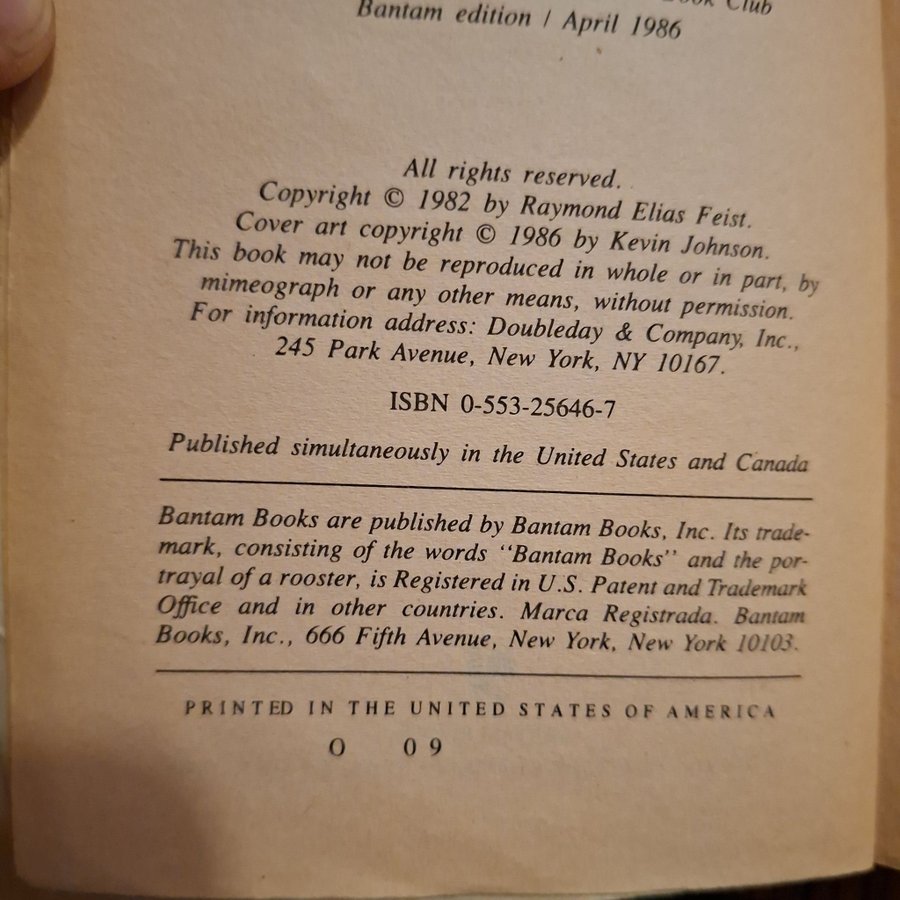 Book Club
Bantam edition / April 1986
All rights reserved.
Copyright © 1982 by Raymond Elias Feist.
Cover art copyright © 1986 by Kevin Johnson.
This book may not be reproduced in whole or in part, by
mimeograph or any other means, without permission.
For information address: Doubleday & Company, Inc.,
245 Park Avenue, New York, NY 10167.
ISBN 0-553-25646-7
Published simultaneously in the United States and Canada
Bantam Books are published by Bantam Books, Inc. Its trade-
mark, consisting of the words "Bantam Books" and the por-
trayal of a rooster, is Registered in U.S. Patent and Trademark
Office and in other countries. Marca Registrada. Bantam
Books, Inc., 666 Fifth Avenue, New York, New York 10103.
PRINTED IN THE UNITED STATES OF AMERICA
O 09